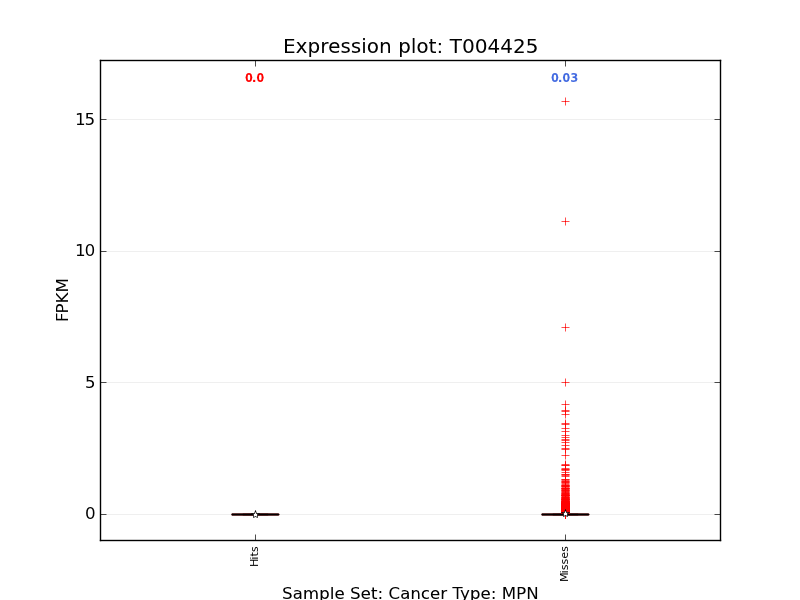 Expression plot: T004425
0.0
0.03
15
10
5
0
FPKM
Hits
Misses
Sample Set: Cancer Type: MPN